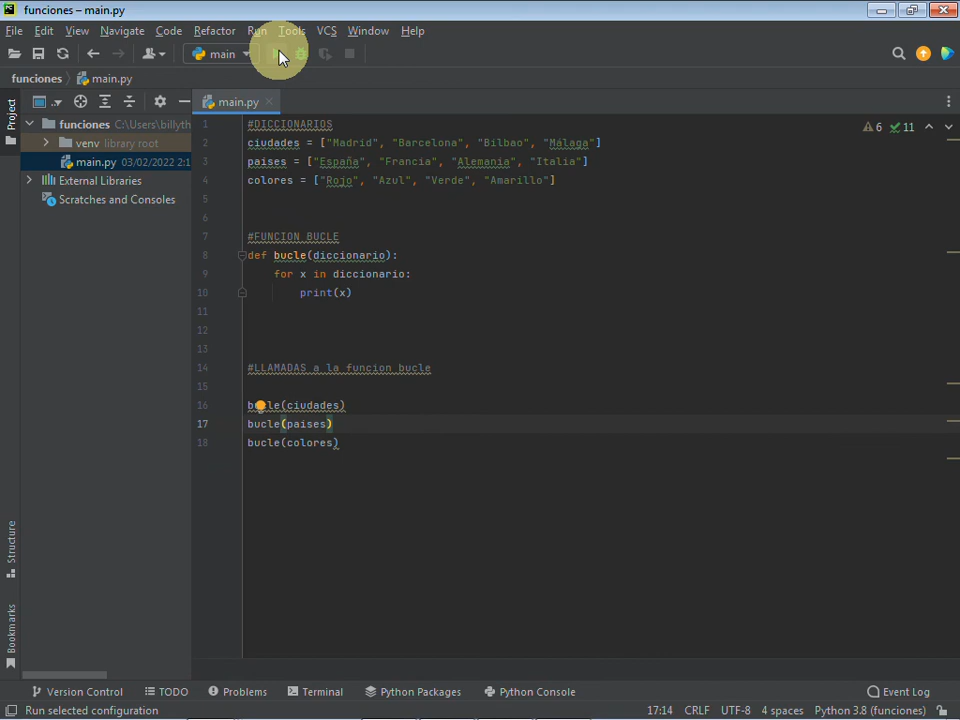 funciones – main.py
File Edit View Navigate Code Refactor Run Tools VCS Window Help
main
funciones main.py
Project
main.py
funciones C:\Users\billyth
venv library root
main.py 03/02/2022 2:1
External Libraries
Scratches and Consoles
6 11
1 #DICCIONARIOS
2 ciudades = ["Madrid", "Barcelona", "Bilbao", "Málaga"]
3 paises = ["España", "Francia", "Alemania", "Italia"]
4 colores = ["Rojo", "Azul", "Verde", "Amarillo"]
5
6
7 #FUNCION BUCLE
8 def bucle(diccionario):
9 for x in diccionario:
10 print(x)
11
12
13
14 #LLAMADAS a la funcion bucle
15
16 bucle(ciudades)
17 bucle(paises)
18 bucle(colores)
Structure
Bookmarks
Version Control TODO Problems Terminal Python Packages Python Console Event Log
Run selected configuration 17:14 CRLF UTF-8 4 spaces Python 3.8 (funciones)